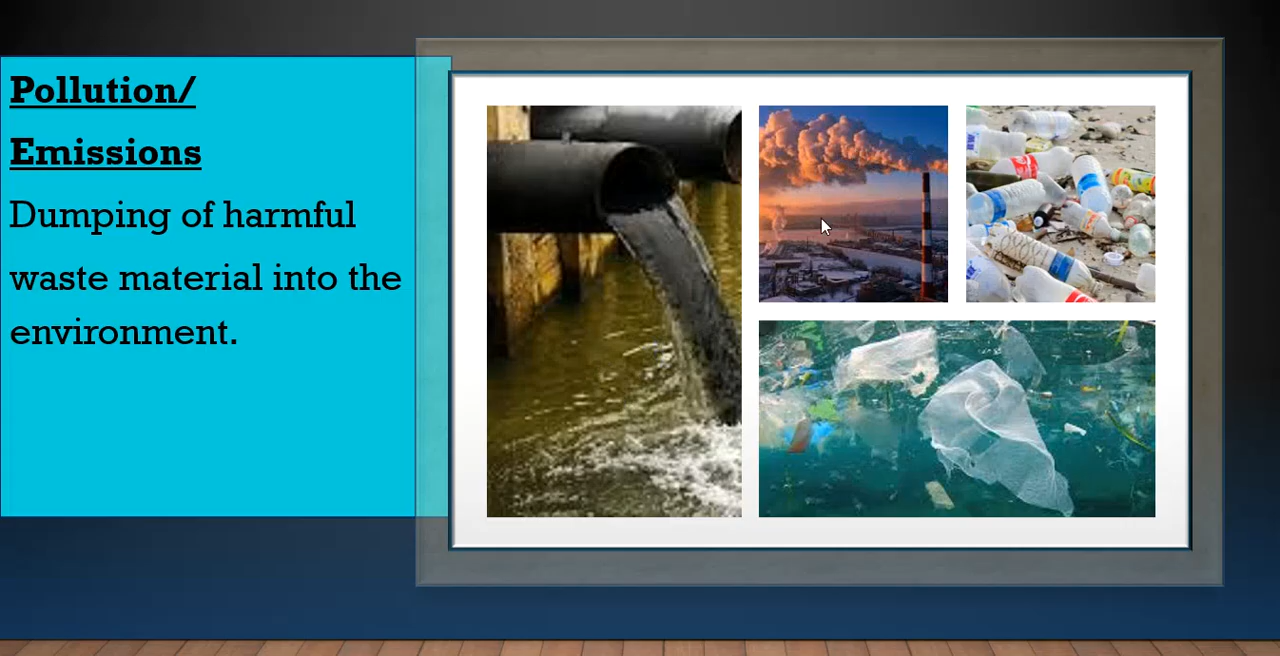 Pollution/
Emissions
Dumping of harmful
waste material into the
environment.